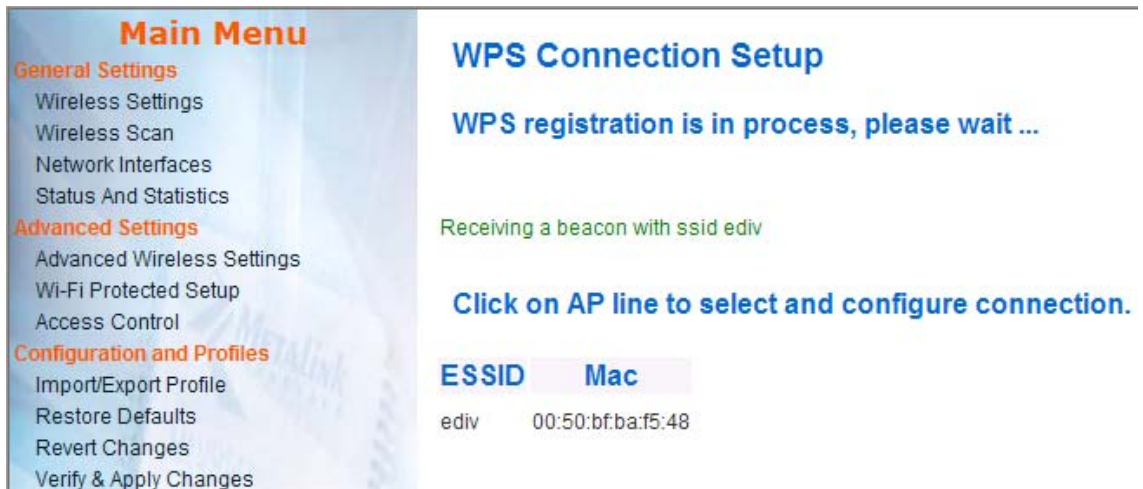 Main Menu
General Settings
Wireless Settings
Wireless Scan
Network Interfaces
Status And Statistics
Advanced Settings
Advanced Wireless Settings
Wi-Fi Protected Setup
Access Control
Configuration and Profiles
Import/Export Profile
Restore Defaults
Revert Changes
Verify & Apply Changes
WPS Connection Setup
WPS registration is in process, please wait ...
Receiving a beacon with ssid ediv
Click on AP line to select and configure connection.
ESSID Mac
ediv 00:50:bf:ba:f5:48
METALINK